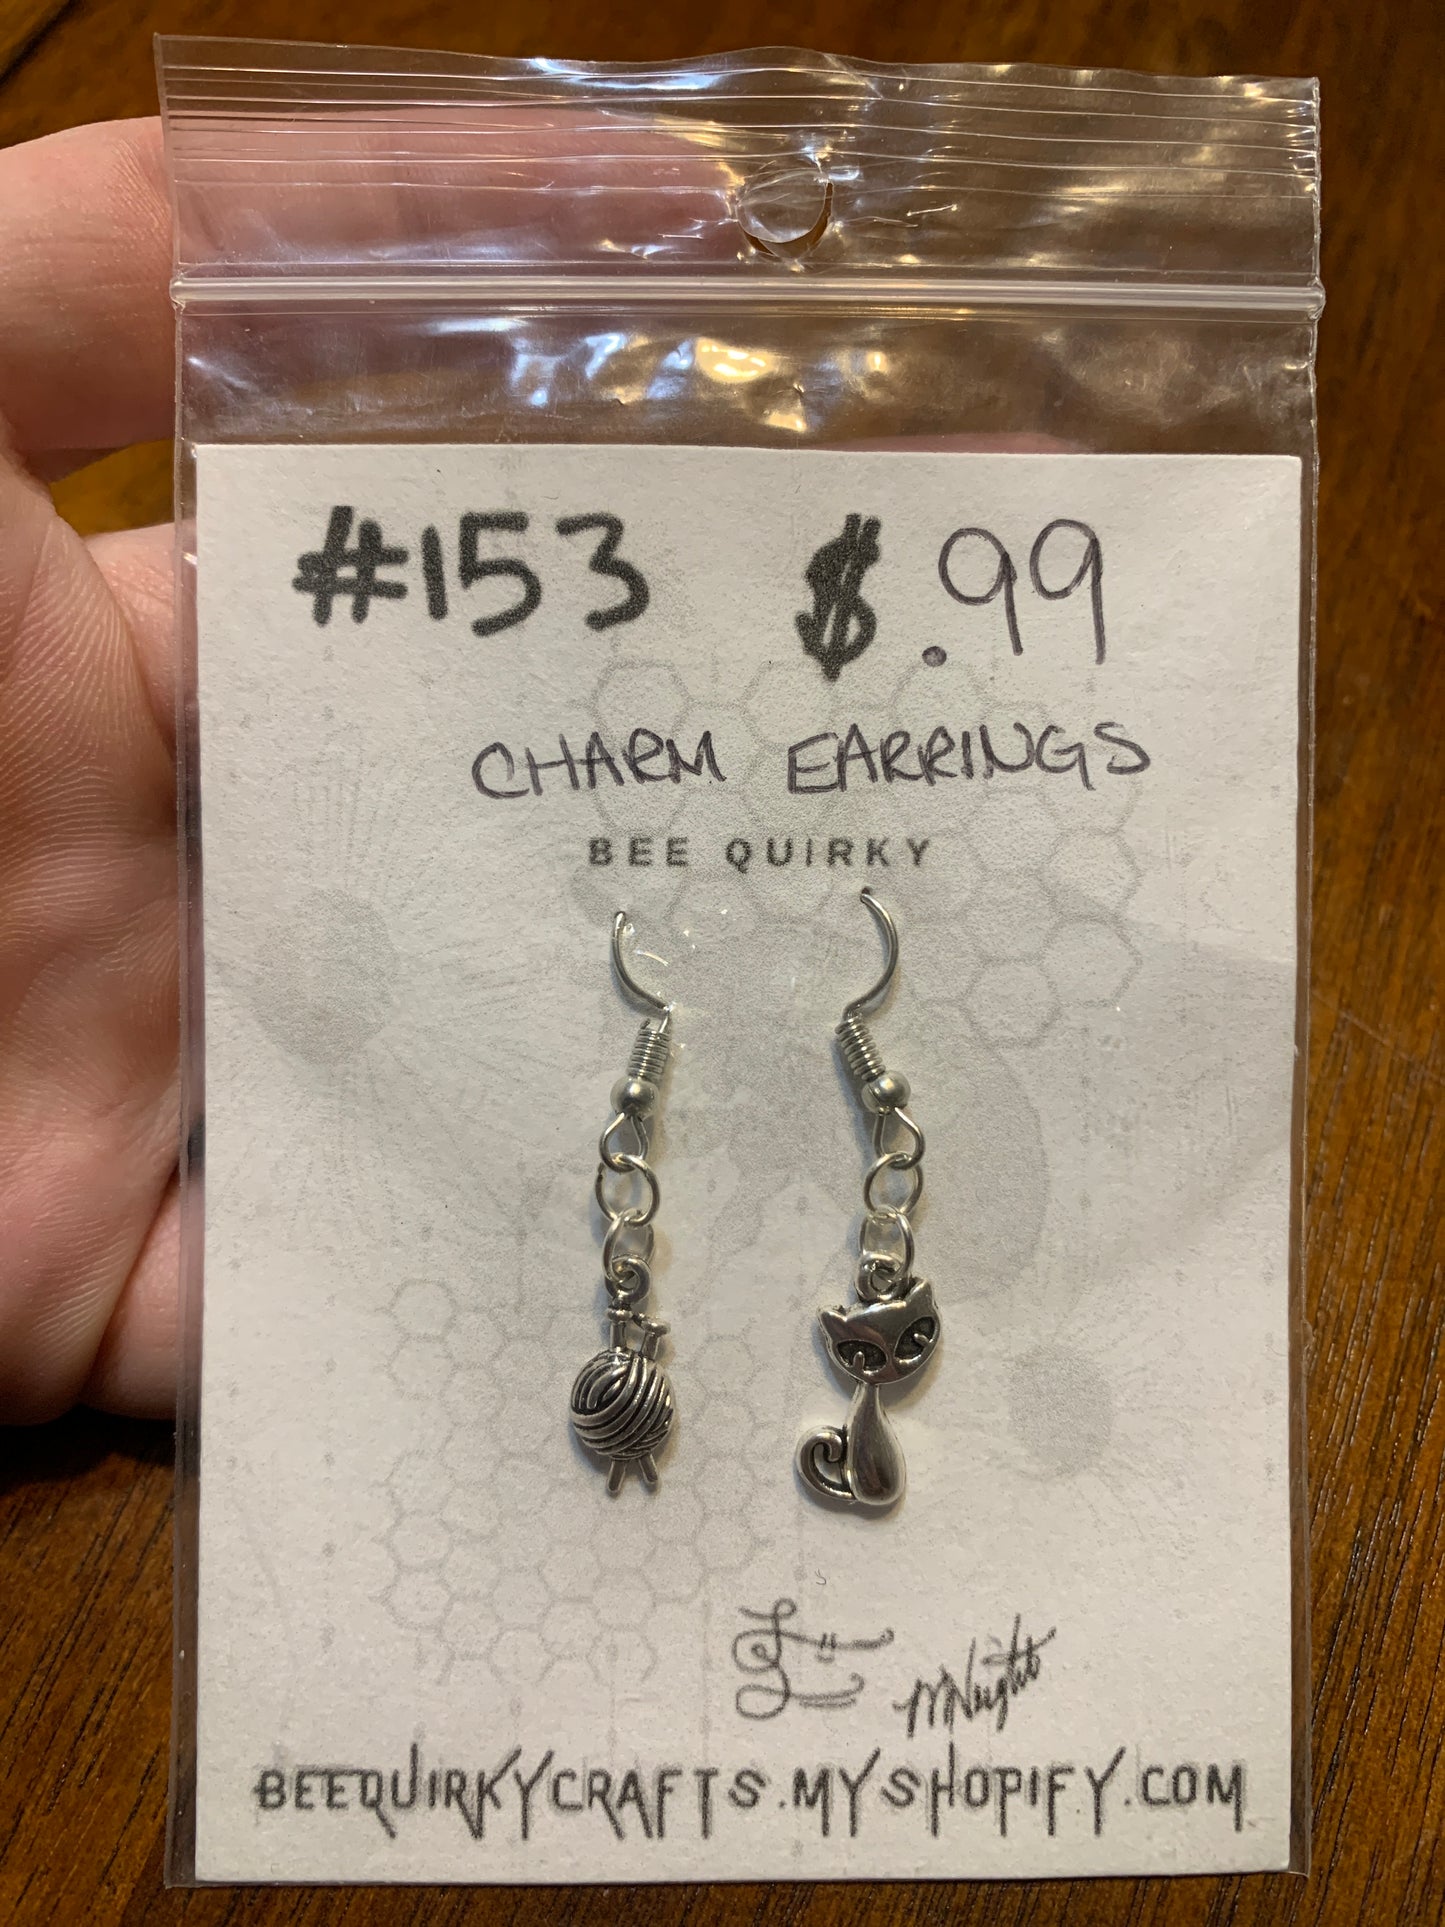 #153 $.99
CHARM EARRINGS
BEE QUIRKY
BEEQUIRKYCRAFTS.MYSHOPIFY.COM